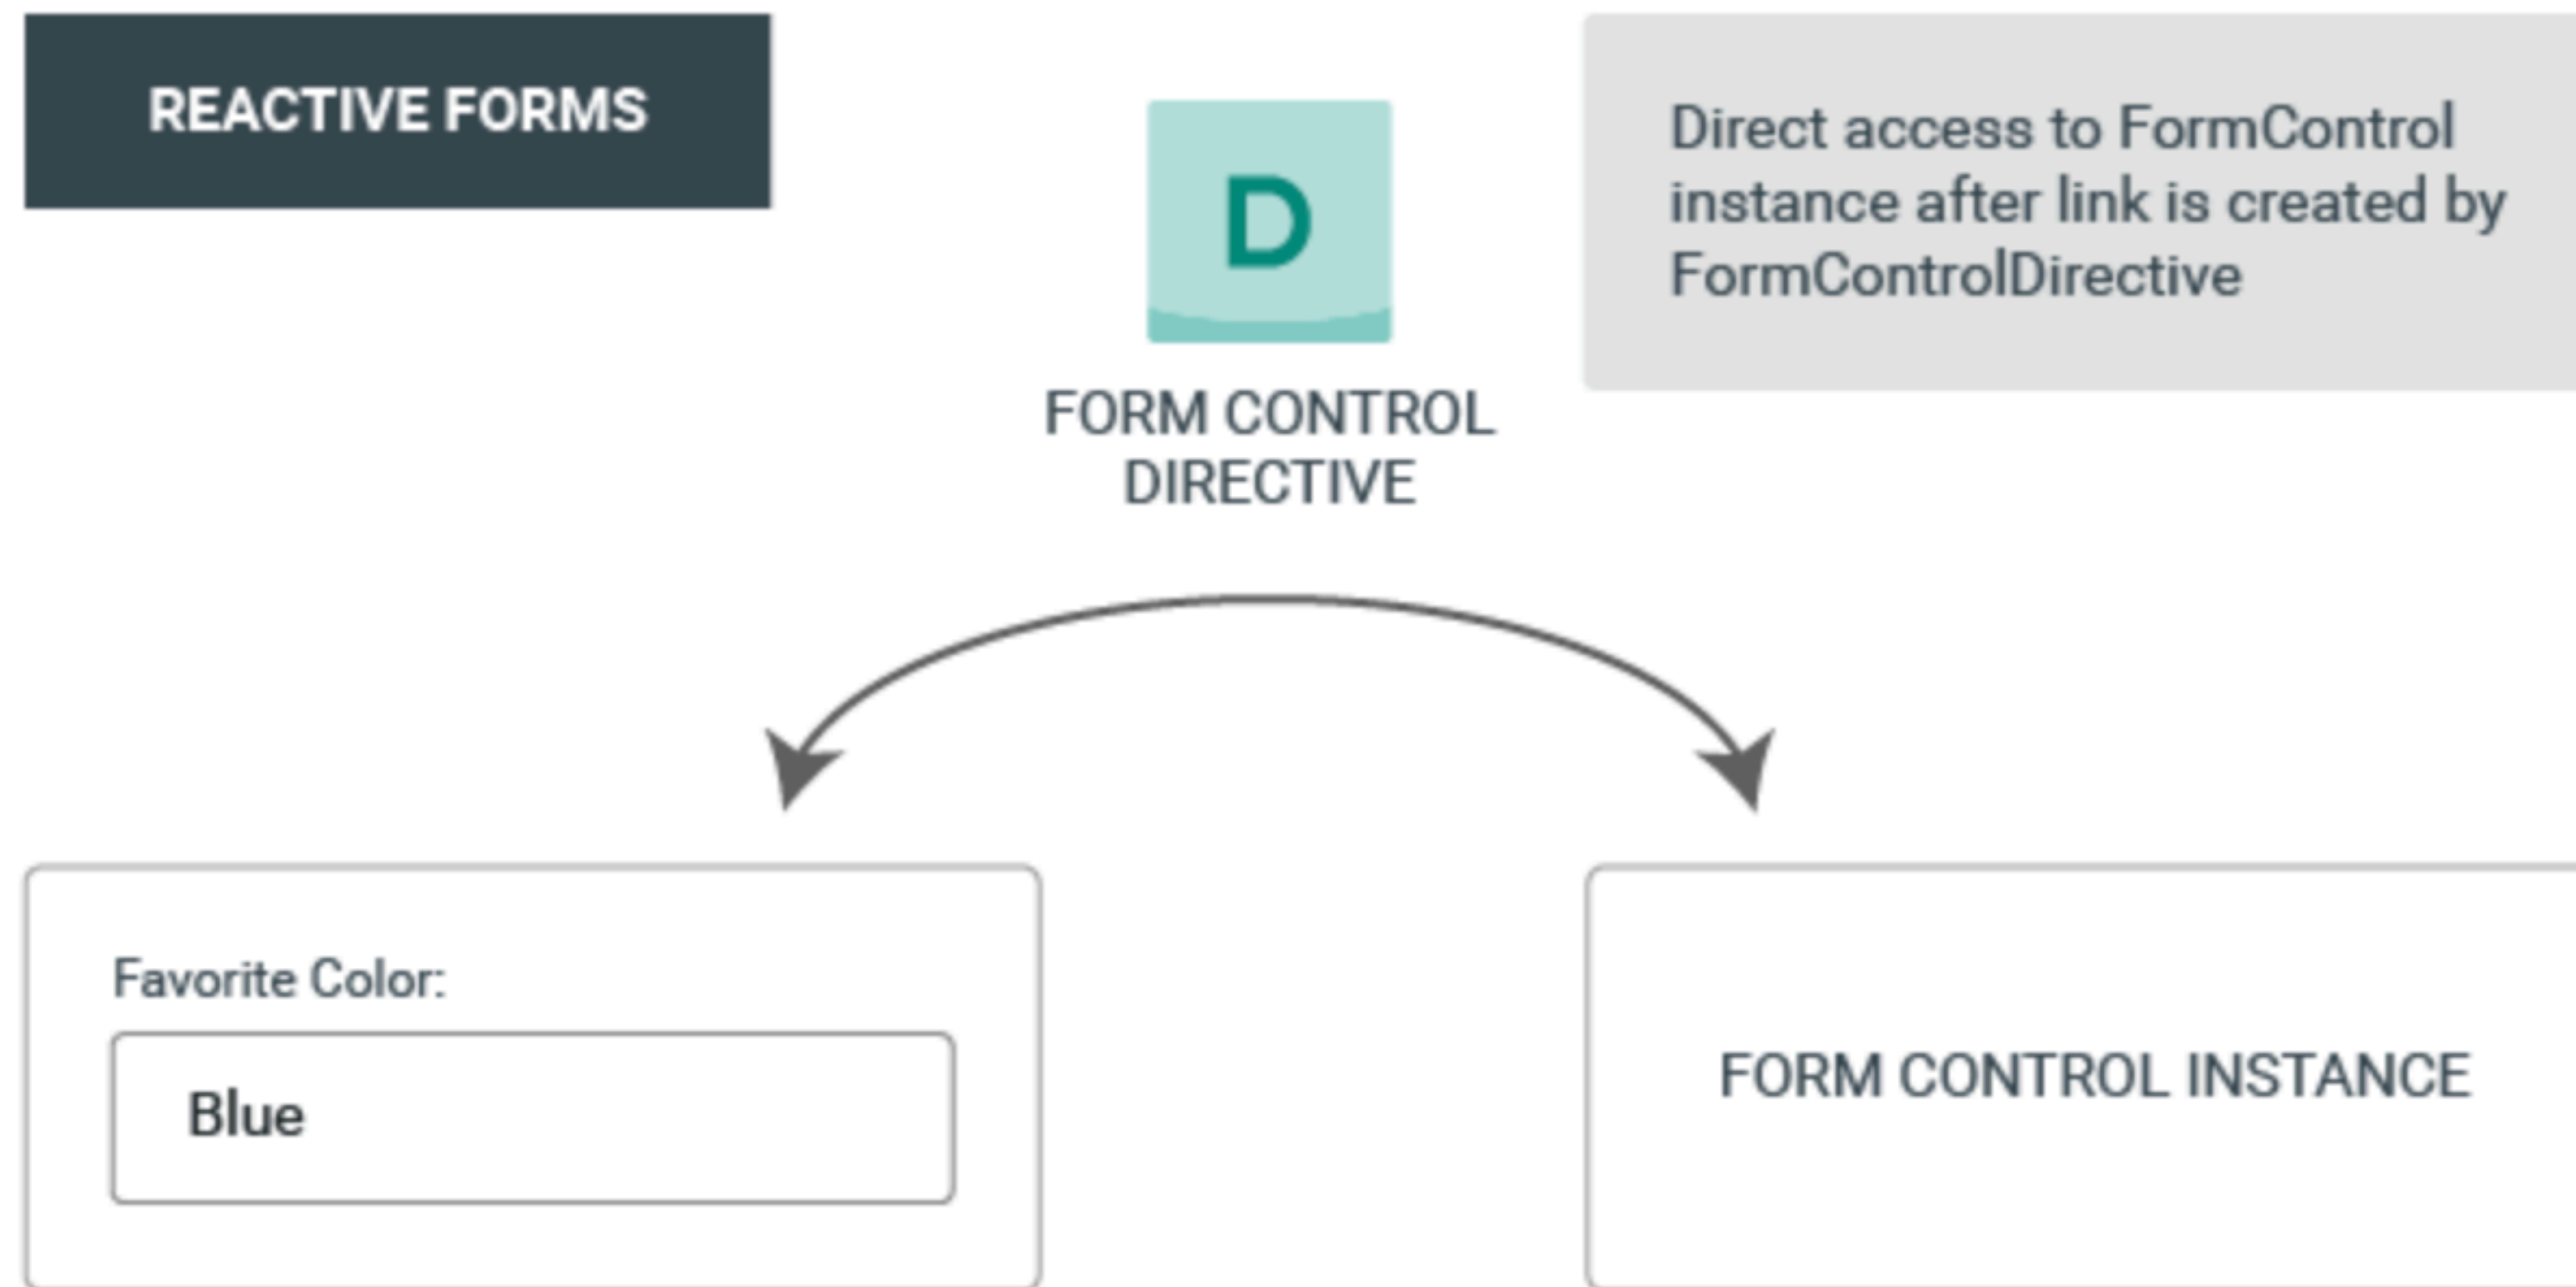 REACTIVE FORMS
D
FORM CONTROL
DIRECTIVE
Direct access to FormControl
instance after link is created by
FormControlDirective
Favorite Color:
Blue
FORM CONTROL INSTANCE